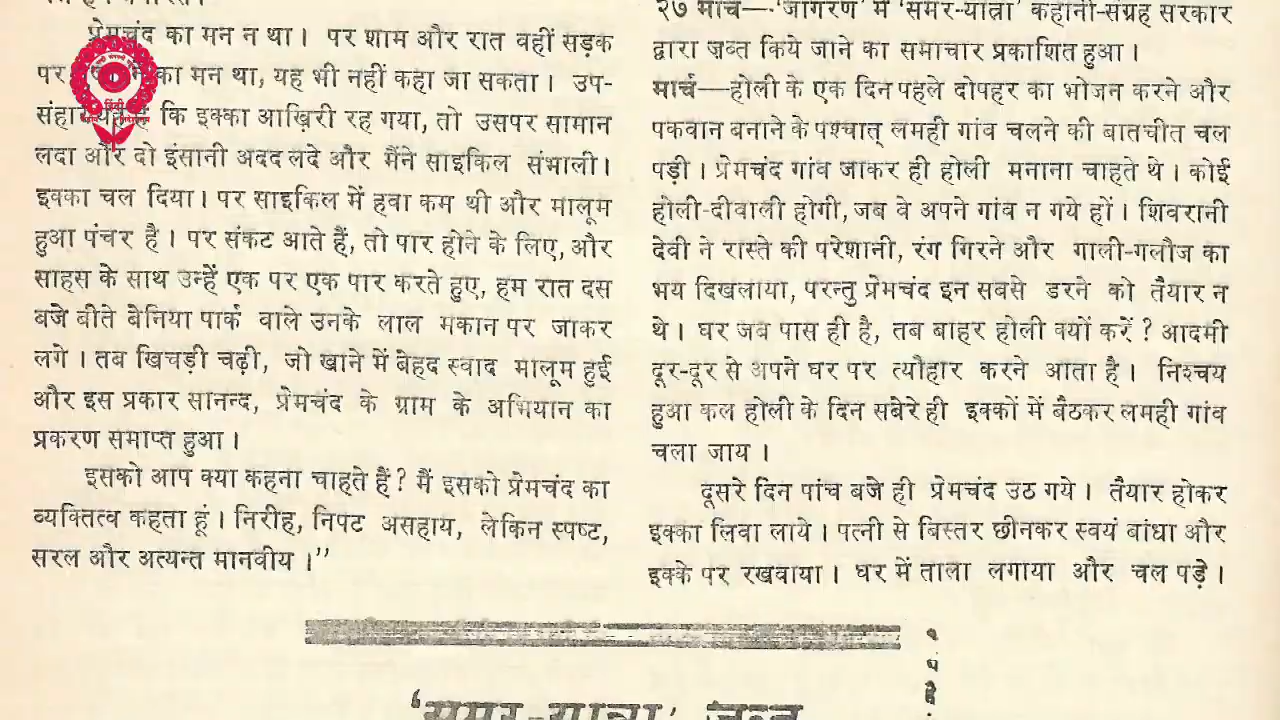 प्रेमचंद का मन न था। पर शाम और रात वहीं सड़क
पर का मन था, यह भी नहीं कहा जा सकता। उप-
संहार यह है कि इक्का आख़िरी रह गया, तो उसपर सामान
लदा और दो इंसानी अदद लदे और मैंने साइकिल संभाली।
इक्का चल दिया। पर साइकिल में हवा कम थी और मालूम
हुआ पंचर है। पर संकट आते हैं, तो पार होने के लिए, और
साहस के साथ उन्हें एक पर एक पार करते हुए, हम रात दस
बजे बीते बेनिया पार्क वाले उनके लाल मकान पर जाकर
लगे। तब खिचड़ी चढ़ी, जो खाने में बेहद स्वाद मालूम हुई
और इस प्रकार सानन्द, प्रेमचंद के ग्राम के अभियान का
प्रकरण समाप्त हुआ।
इसको आप क्या कहना चाहते हैं? मैं इसको प्रेमचंद का
व्यक्तित्व कहता हूं। निरीह, निपट असहाय, लेकिन स्पष्ट,
सरल और अत्यन्त मानवीय।”
२७ मार्च—‘जागरण’ में ‘समर-यात्रा’ कहानी-संग्रह सरकार
द्वारा ज़ब्त किये जाने का समाचार प्रकाशित हुआ।
मार्च—होली के एक दिन पहले दोपहर का भोजन करने और
पकवान बनाने के पश्चात् लमही गांव चलने की बातचीत चल
पड़ी। प्रेमचंद गांव जाकर ही होली मनाना चाहते थे। कोई
होली-दीवाली होगी, जब वे अपने गांव न गये हों। शिवरानी
देवी ने रास्ते की परेशानी, रंग गिरने और गाली-गलौज का
भय दिखलाया, परन्तु प्रेमचंद इन सबसे डरने को तैयार न
थे। घर जब पास ही है, तब बाहर होली क्यों करें? आदमी
दूर-दूर से अपने घर पर त्यौहार करने आता है। निश्चय
हुआ कल होली के दिन सबेरे ही इक्कों में बैठकर लमही गांव
चला जाय।
दूसरे दिन पांच बजे ही प्रेमचंद उठ गये। तैयार होकर
इक्का लिवा लाये। पत्नी से बिस्तर छीनकर स्वयं बांधा और
इक्के पर रखवाया। घर में ताला लगाया और चल पड़े।
‘समर-यात्रा’ ज़ब्त